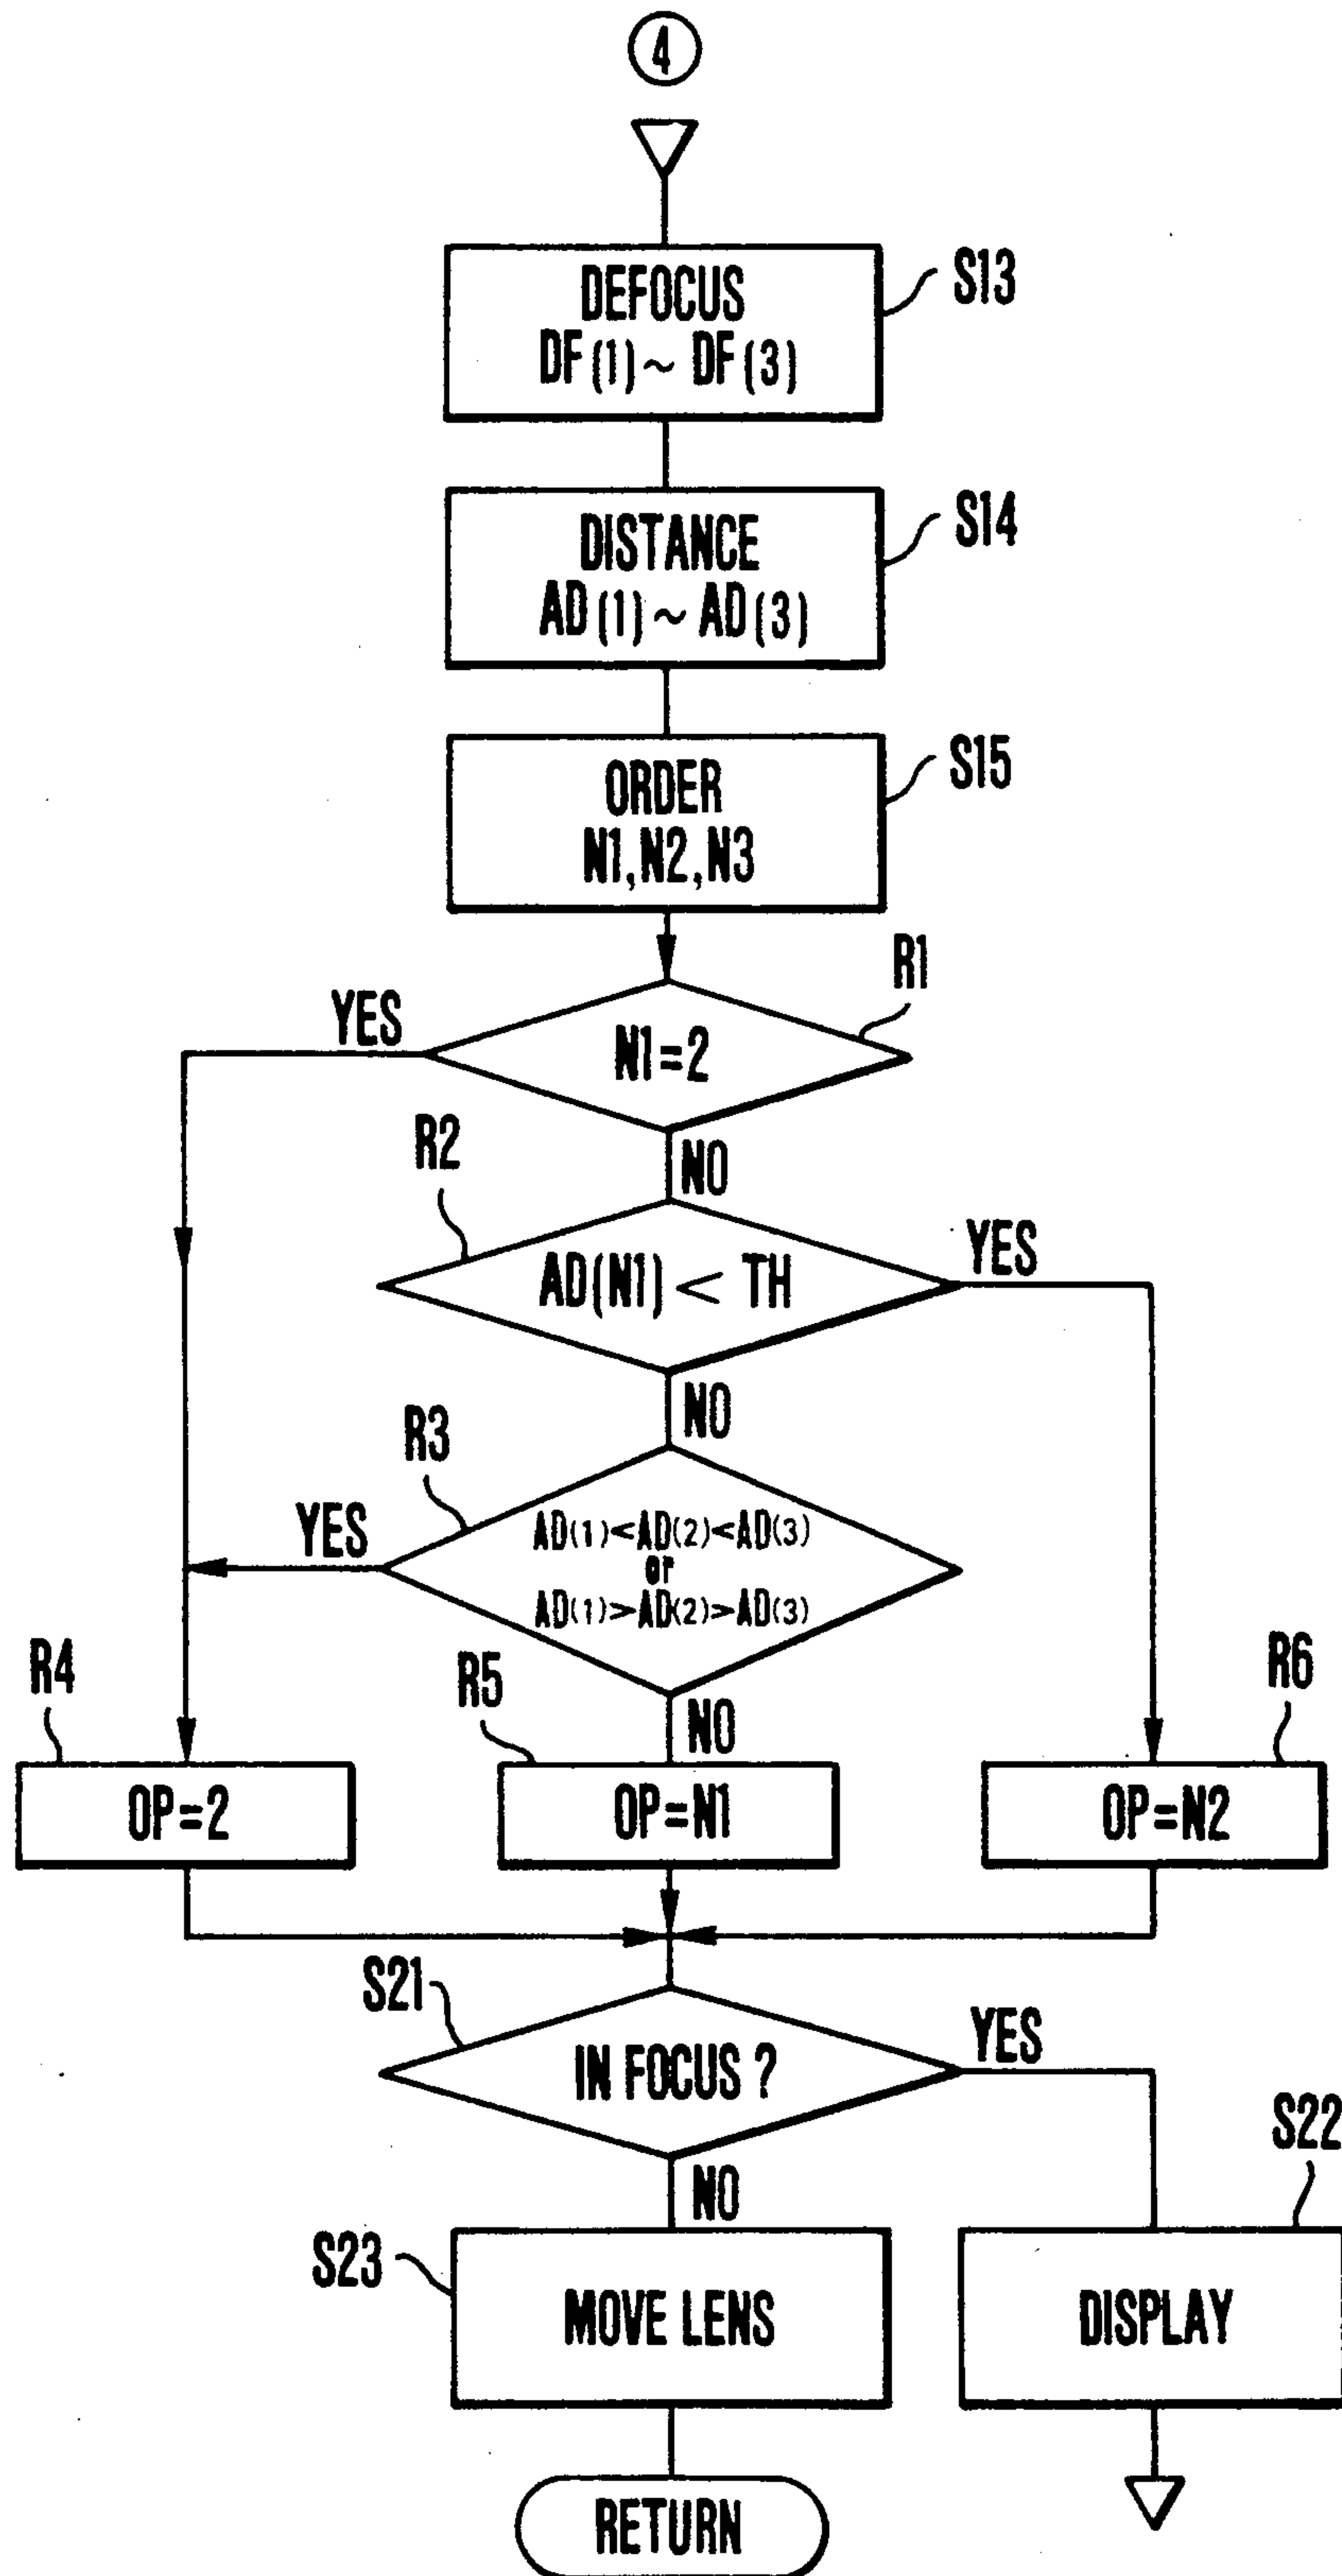 4
DEFOCUS
DF(1)~DF(3)
S13
DISTANCE
AD(1)~AD(3)
S14
ORDER
N1,N2,N3
S15
R1
YES
N1=2
NO
R2
AD(N1) < TH
YES
NO
R3
YES
AD(1)<AD(2)<AD(3)
or
AD(1)>AD(2)>AD(3)
NO
R4
OP=2
R5
OP=N1
R6
OP=N2
S21
IN FOCUS ?
YES
NO
S22
S23
MOVE LENS
DISPLAY
RETURN